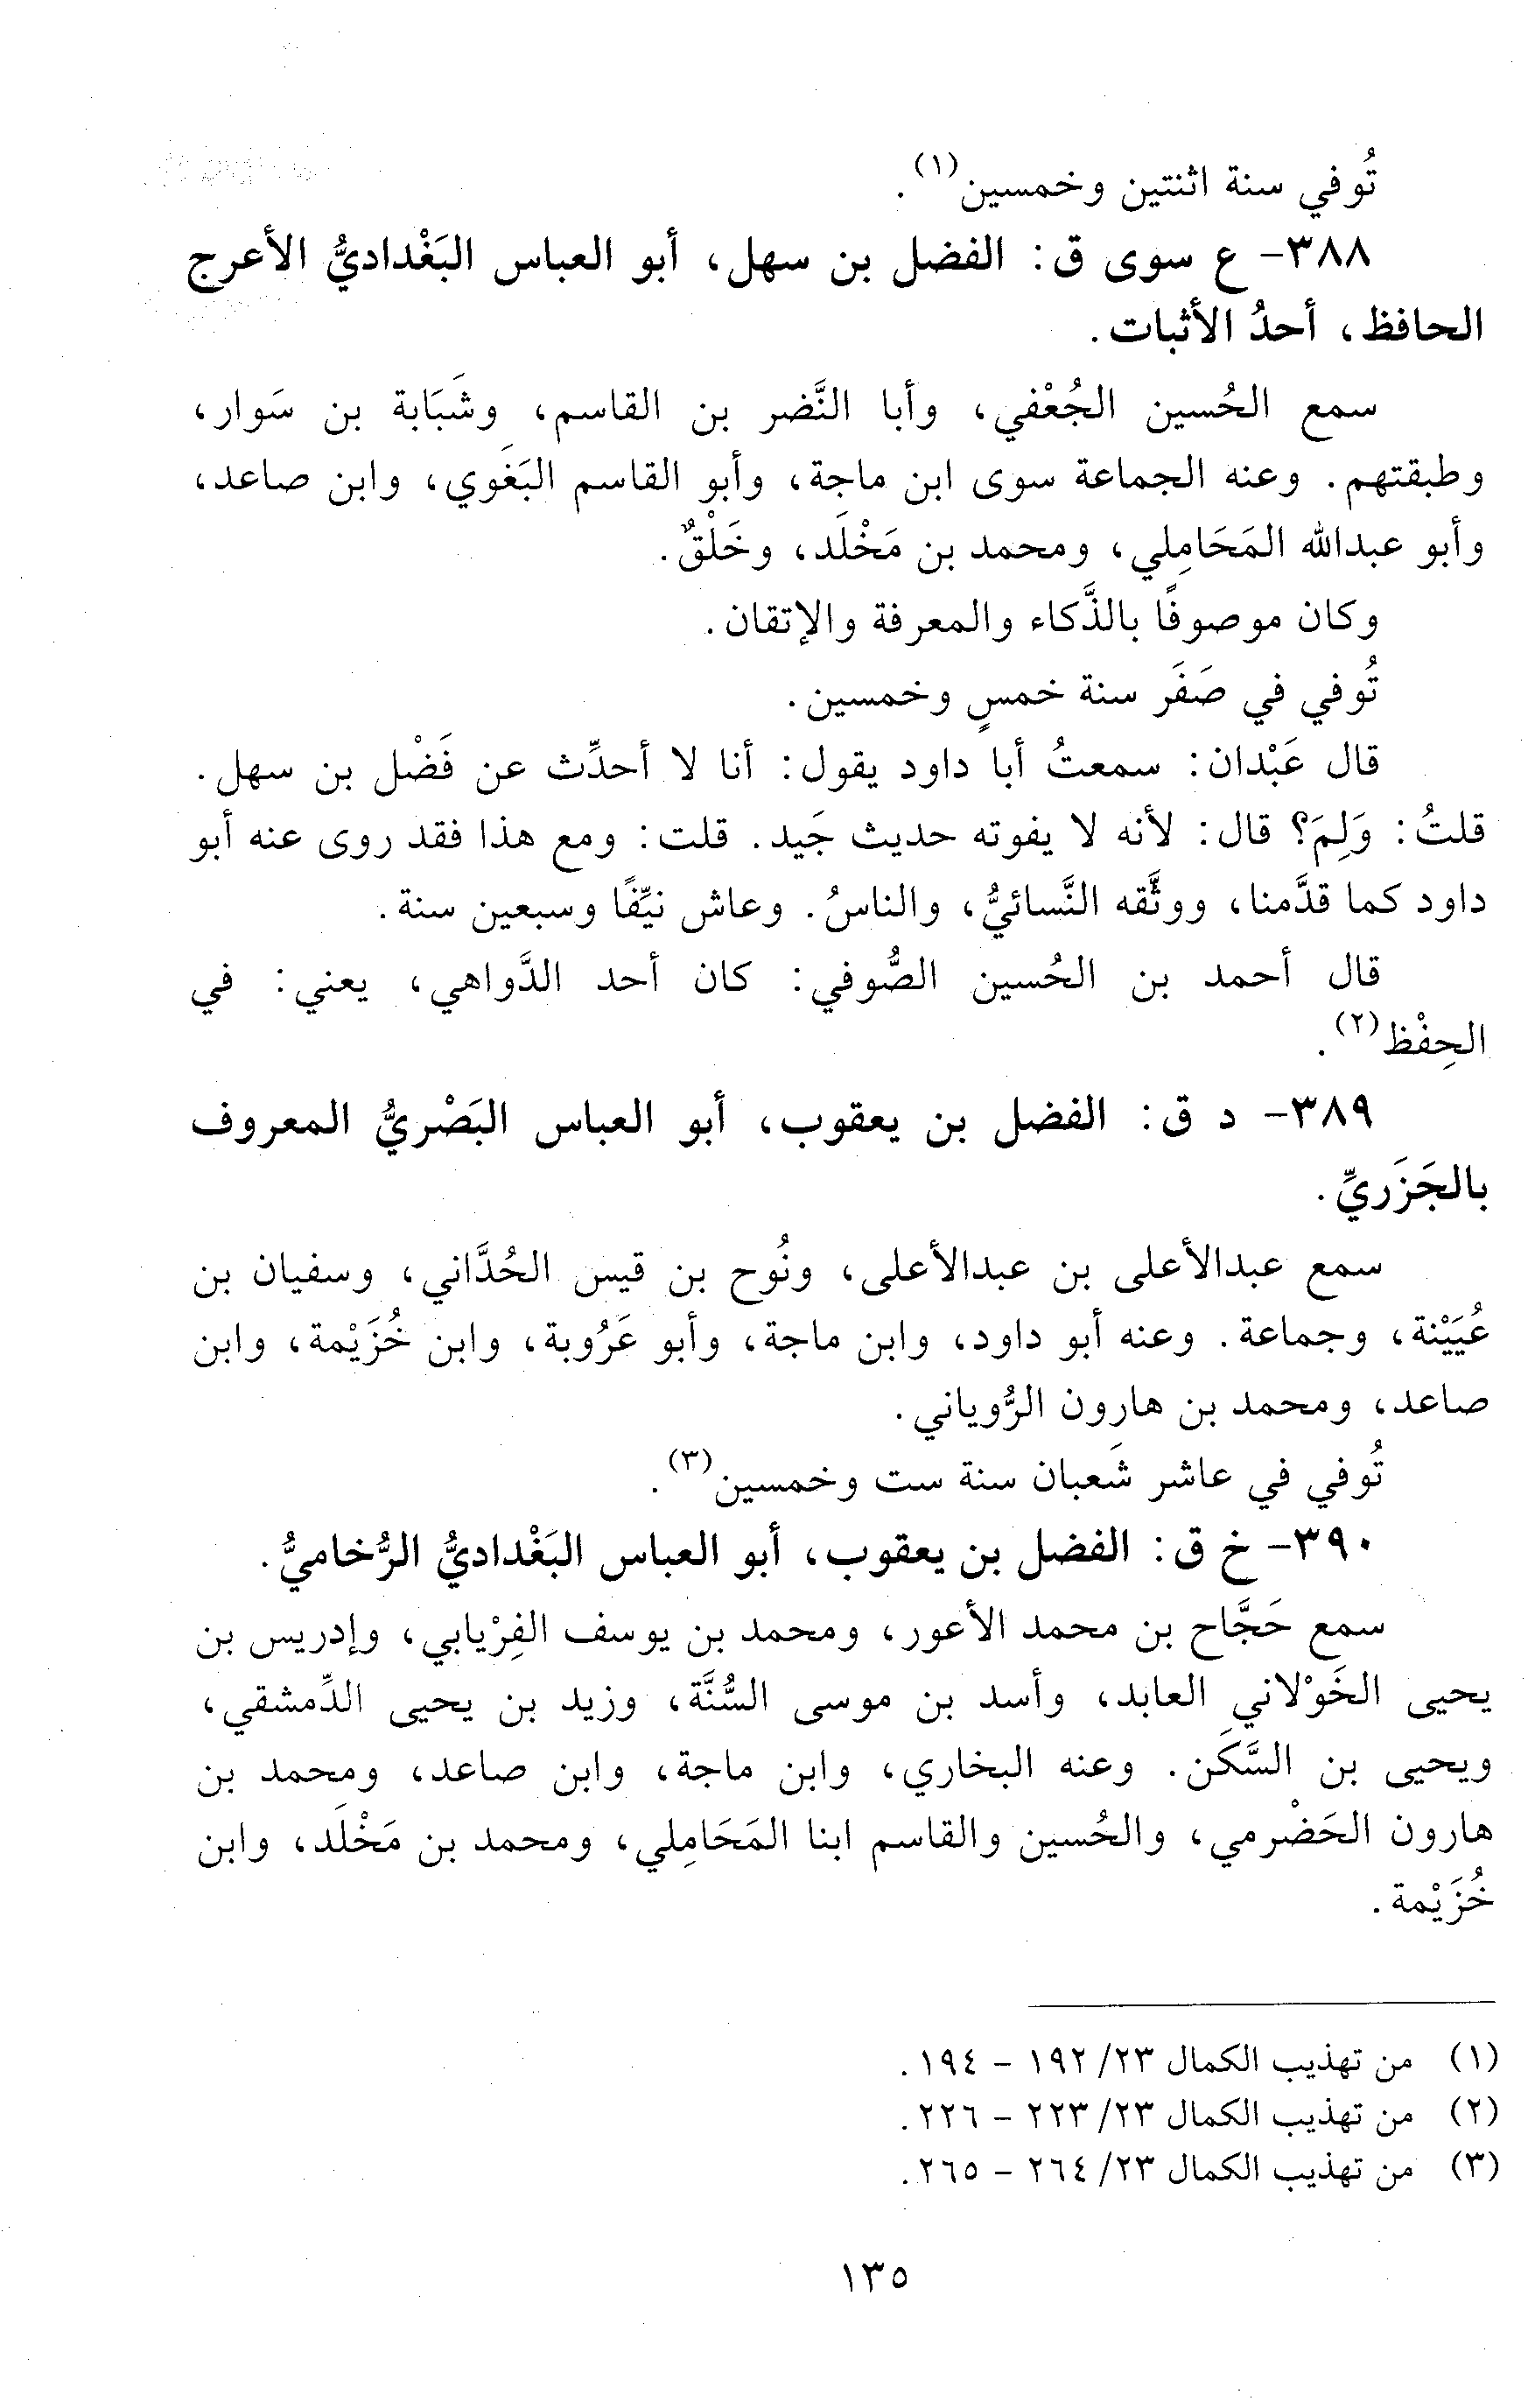 تُوفي سنة اثنتين وخمسين(١).
٣٨٨- ع سوى ق: الفضل بن سهل، أبو العباس البَغْداديُّ الأعرج
الحافظ، أحدُ الأثبات.
سمع الحُسين الجُعْفي، وأبا النَّضر بن القاسم، وشَبَابة بن سَوار،
وطبقتهم. وعنه الجماعة سوى ابن ماجة، وأبو القاسم البَغَوي، وابن صاعد،
وأبو عبدالله المَحَامِلي، ومحمد بن مَخْلَد، وخَلْقٌ.
وكان موصوفًا بالذَّكاء والمعرفة والإتقان.
تُوفي في صَفَر سنة خمسٍ وخمسين.
قال عَبْدان: سمعتُ أبا داود يقول: أنا لا أحدِّث عن فَضْل بن سهل.
قلتُ: وَلِمَ؟ قال: لأنه لا يفوته حديث جَيد. قلت: ومع هذا فقد روى عنه أبو
داود كما قدَّمنا، ووثَّقه النَّسائيُّ، والناسُ. وعاش نيِّفًا وسبعين سنة.
قال أحمد بن الحُسين الصُّوفي: كان أحد الدَّواهي، يعني: في
الحِفْظ(٢).
٣٨٩- د ق: الفضل بن يعقوب، أبو العباس البَصْريُّ المعروف
بالجَزَريِّ.
سمع عبدالأعلى بن عبدالأعلى، ونُوح بن قيس الحُدَّاني، وسفيان بن
عُيَيْنة، وجماعة. وعنه أبو داود، وابن ماجة، وأبو عَرُوبة، وابن خُزَيْمة، وابن
صاعد، ومحمد بن هارون الرُّوياني.
تُوفي في عاشر شَعبان سنة ست وخمسين(٣).
٣٩٠- خ ق: الفضل بن يعقوب، أبو العباس البَغْداديُّ الرُّخاميُّ.
سمع حَجَّاح بن محمد الأعور، ومحمد بن يوسف الفِرْيابي، وإدريس بن
يحيى الخَوْلاني العابد، وأسد بن موسى السُّنَّة، وزيد بن يحيى الدِّمشقي،
ويحيى بن السَّكَن. وعنه البخاري، وابن ماجة، وابن صاعد، ومحمد بن
هارون الحَضْرمي، والحُسين والقاسم ابنا المَحَامِلي، ومحمد بن مَخْلَد، وابن
خُزَيْمة.
(١) من تهذيب الكمال ٢٣/ ١٩٢ - ١٩٤.
(٢) من تهذيب الكمال ٢٣/ ٢٢٣ - ٢٢٦.
(٣) من تهذيب الكمال ٢٣/ ٢٦٤ - ٢٦٥.
١٣٥